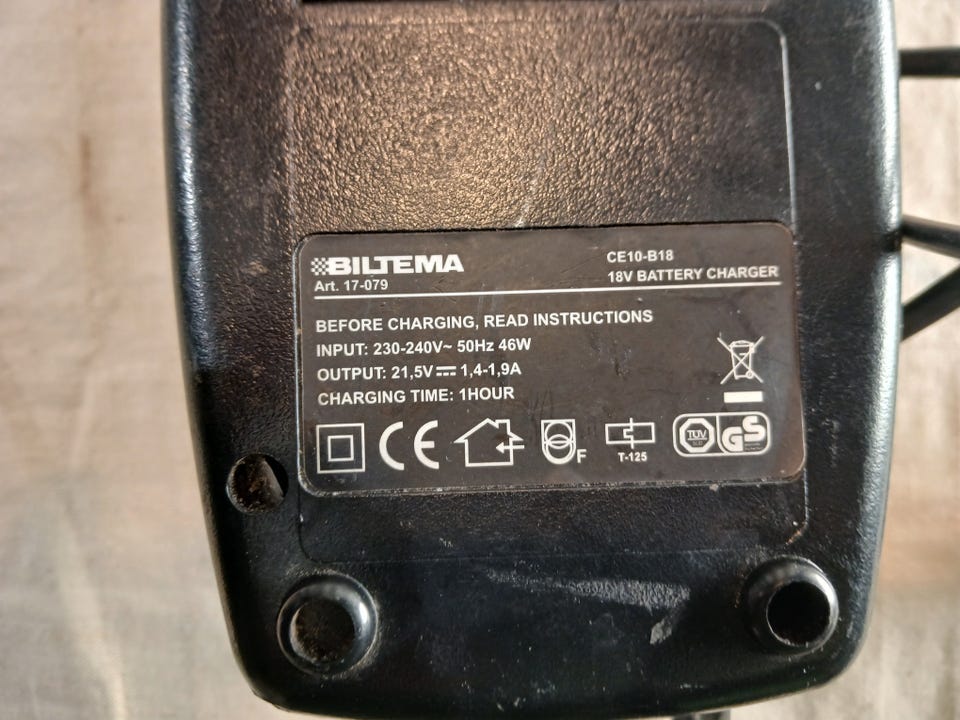 BILTEMA
Art. 17-079
CE10-B18
18V BATTERY CHARGER
BEFORE CHARGING, READ INSTRUCTIONS
INPUT: 230-240V~ 50Hz 46W
OUTPUT: 21,5V⎓ 1,4-1,9A
CHARGING TIME: 1HOUR
CE
F
T-125
TÜV
GS